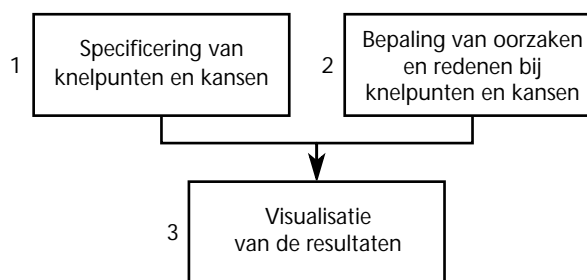 1
Specificering van
knelpunten en kansen
2
Bepaling van oorzaken
en redenen bij
knelpunten en kansen
3
Visualisatie
van de resultaten